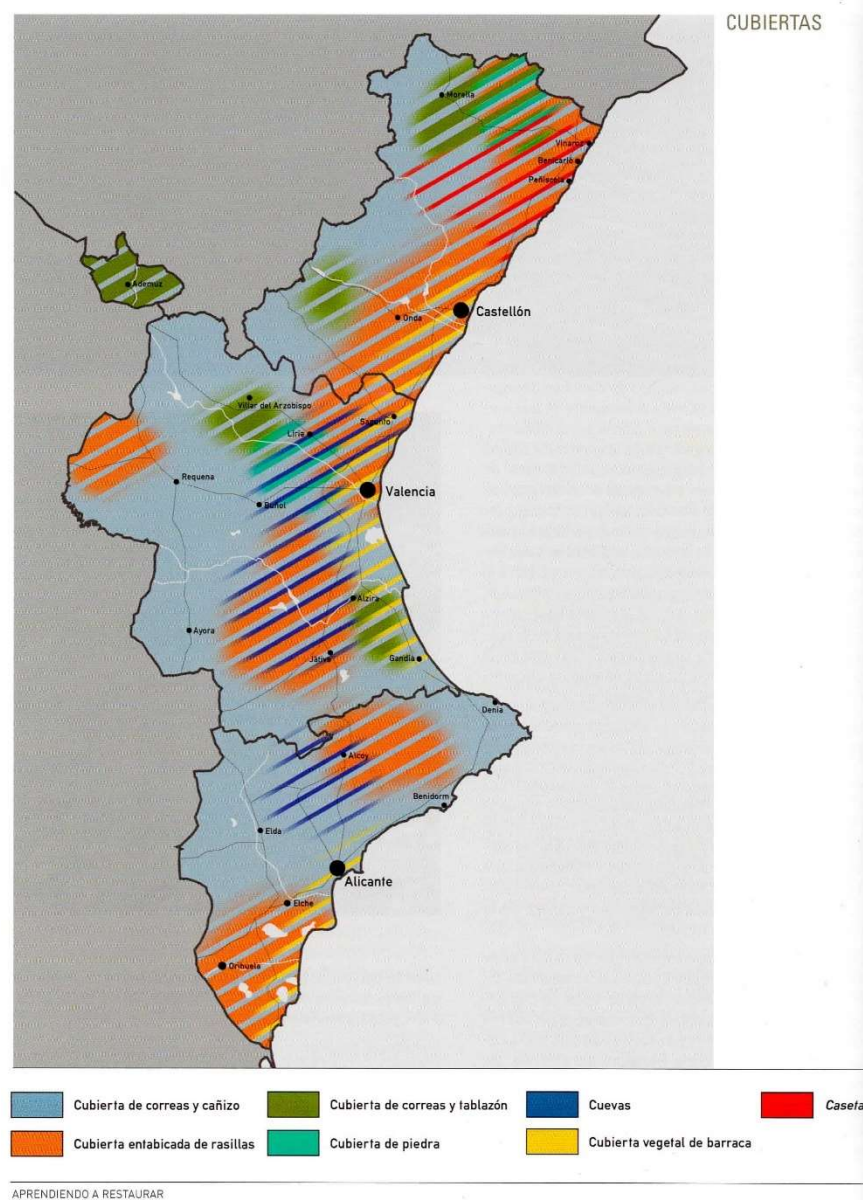 CUBIERTAS
Morella
Vinaroz
Benicarló
Peñíscola
Ademuz
Castellón
Onda
Villar del Arzobispo
Sagunto
Liria
Requena
Valencia
Buñol
Alzira
Ayora
Játiva
Gandía
Denia
Alcoy
Benidorm
Elda
Alicante
Elche
Orihuela
Cubierta de correas y cañizo
Cubierta de correas y tablazón
Cuevas
Caseta
Cubierta entabicada de rasillas
Cubierta de piedra
Cubierta vegetal de barraca
APRENDIENDO A RESTAURAR